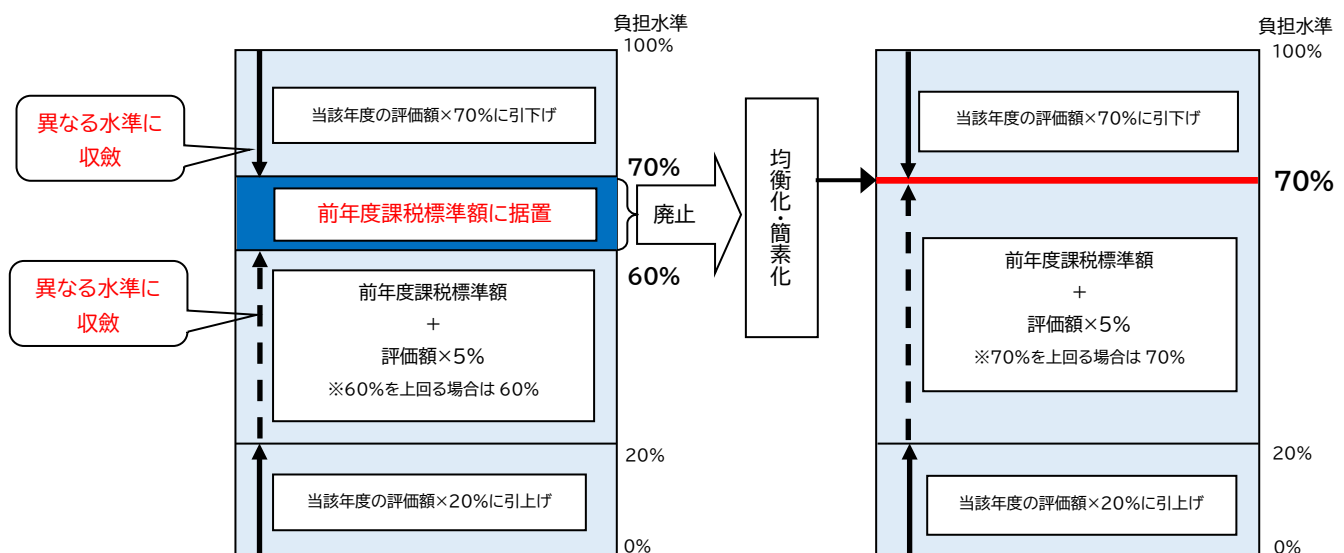 負担水準
100%
当該年度の評価額×70%に引下げ
異なる水準に
収斂
70%
前年度課税標準額に据置
廃止
60%
異なる水準に
収斂
前年度課税標準額
+
評価額×5%
※60%を上回る場合は 60%
20%
当該年度の評価額×20%に引上げ
0%
均衡化・簡素化
負担水準
100%
当該年度の評価額×70%に引下げ
70%
前年度課税標準額
+
評価額×5%
※70%を上回る場合は 70%
20%
当該年度の評価額×20%に引上げ
0%